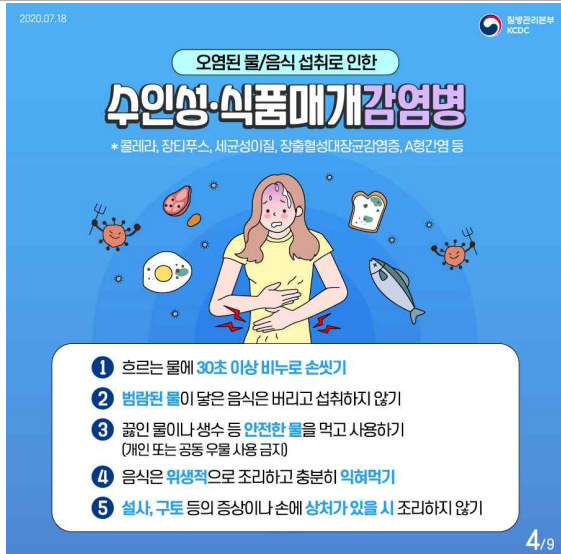 2020.07.18
질병관리본부
KCDC
오염된 물/음식 섭취로 인한
수인성·식품매개감염병
*콜레라, 장티푸스, 세균성이질, 장출혈성대장균감염증, A형간염 등
1 흐르는 물에 30초 이상 비누로 손씻기
2 범람된 물이 닿은 음식은 버리고 섭취하지 않기
3 끓인 물이나 생수 등 안전한 물을 먹고 사용하기
(개인 또는 공동 우물 사용 금지)
4 음식은 위생적으로 조리하고 충분히 익혀먹기
5 설사, 구토 등의 증상이나 손에 상처가 있을 시 조리하지 않기
4/9